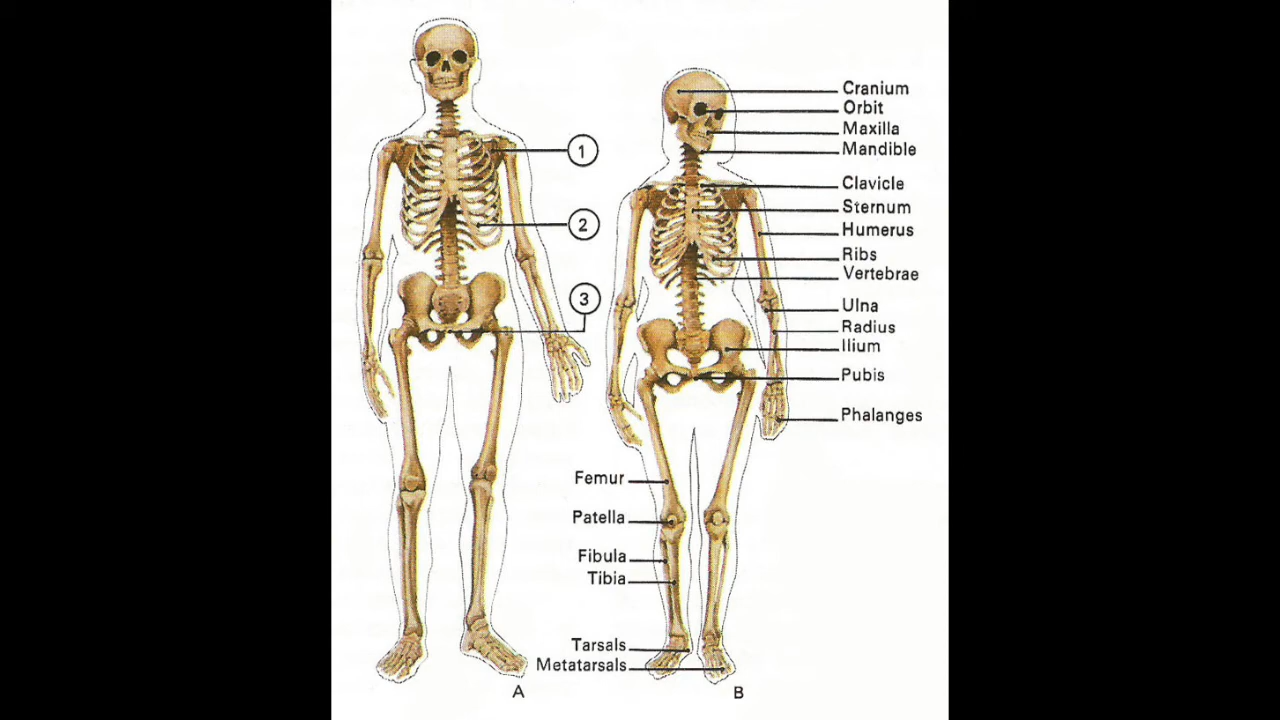 1
2
3
A
Cranium
Orbit
Maxilla
Mandible
Clavicle
Sternum
Humerus
Ribs
Vertebrae
Ulna
Radius
Ilium
Pubis
Phalanges
Femur
Patella
Fibula
Tibia
Tarsals
Metatarsals
B